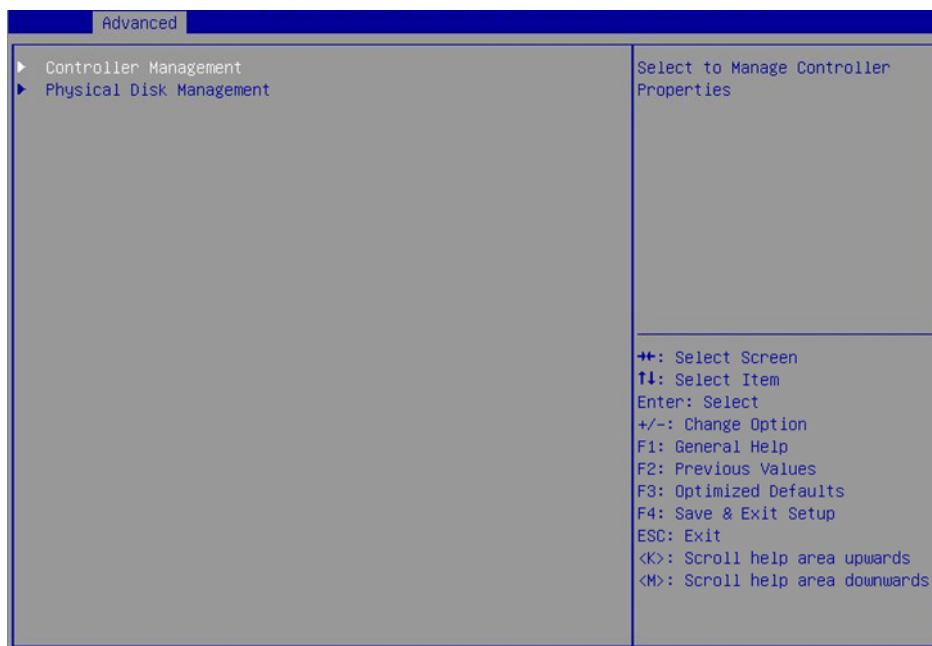 Advanced
Controller Management
Physical Disk Management
Select to Manage Controller
Properties
→←: Select Screen
↑↓: Select Item
Enter: Select
+/-: Change Option
F1: General Help
F2: Previous Values
F3: Optimized Defaults
F4: Save & Exit Setup
ESC: Exit
<K>: Scroll help area upwards
<M>: Scroll help area downwards